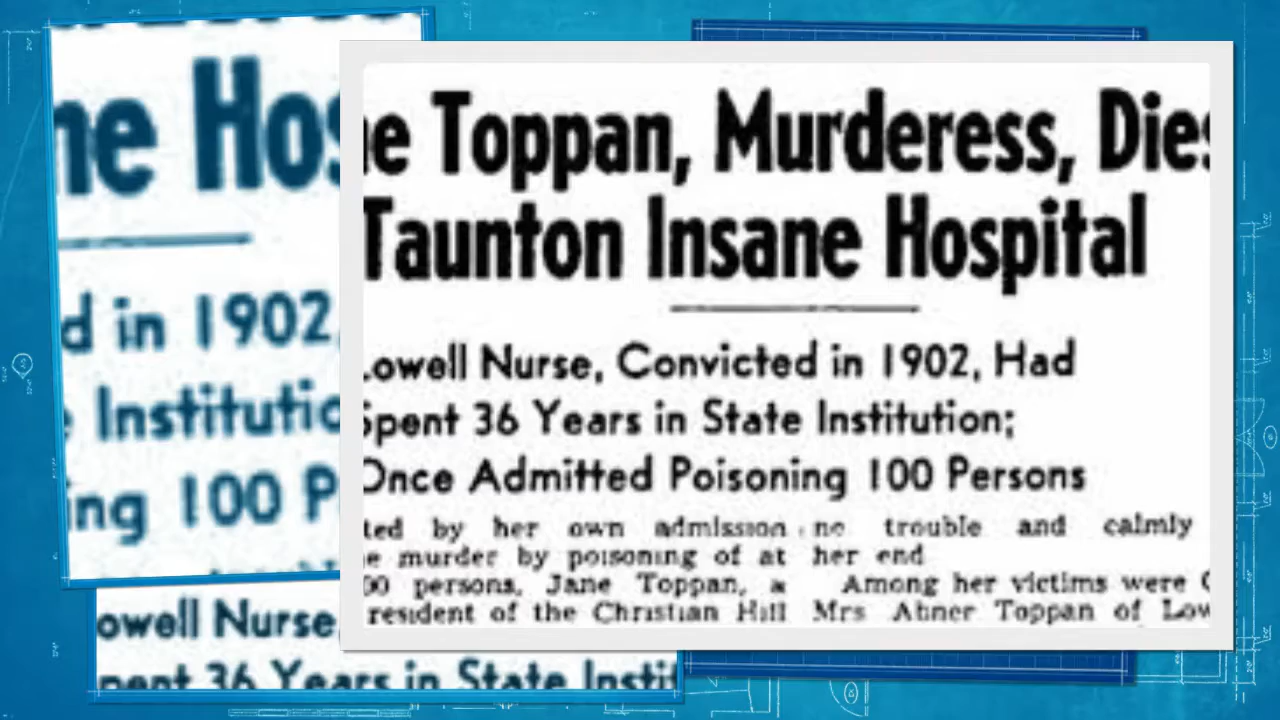 ne Hos
d in 1902,
Institutio
ing 100 P
owell Nurse,
pent 36 Years in State Instit
e Toppan, Murderess, Dies
Taunton Insane Hospital
Lowell Nurse, Convicted in 1902, Had
Spent 36 Years in State Institution;
Once Admitted Poisoning 100 Persons
ted by her own admission
e murder by poisoning of at
00 persons, Jane Toppan, a
resident of the Christian Hill
no trouble and calmly
her end
Among her victims were
Mrs Abner Toppan of Low